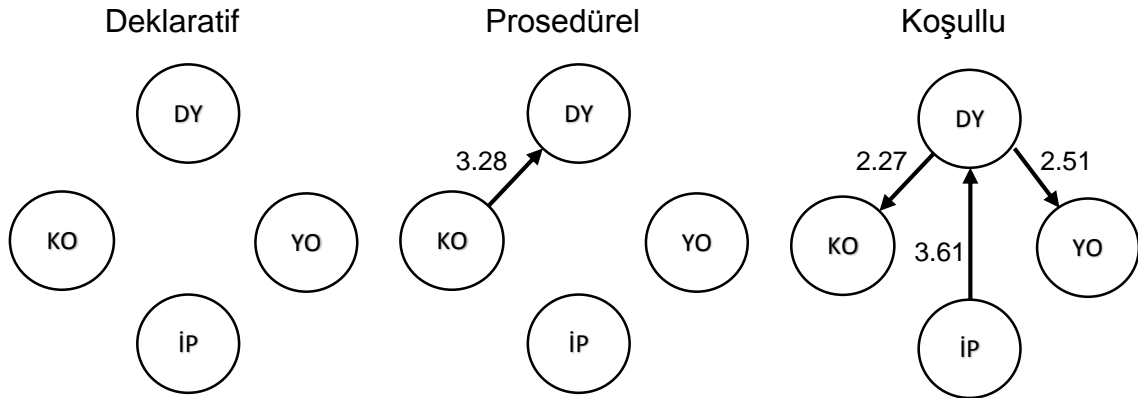 Deklaratif
DY
KO
YO
İP
Prosedürel
DY
3.28
KO
YO
İP
Koşullu
DY
2.27
2.51
KO
YO
3.61
İP